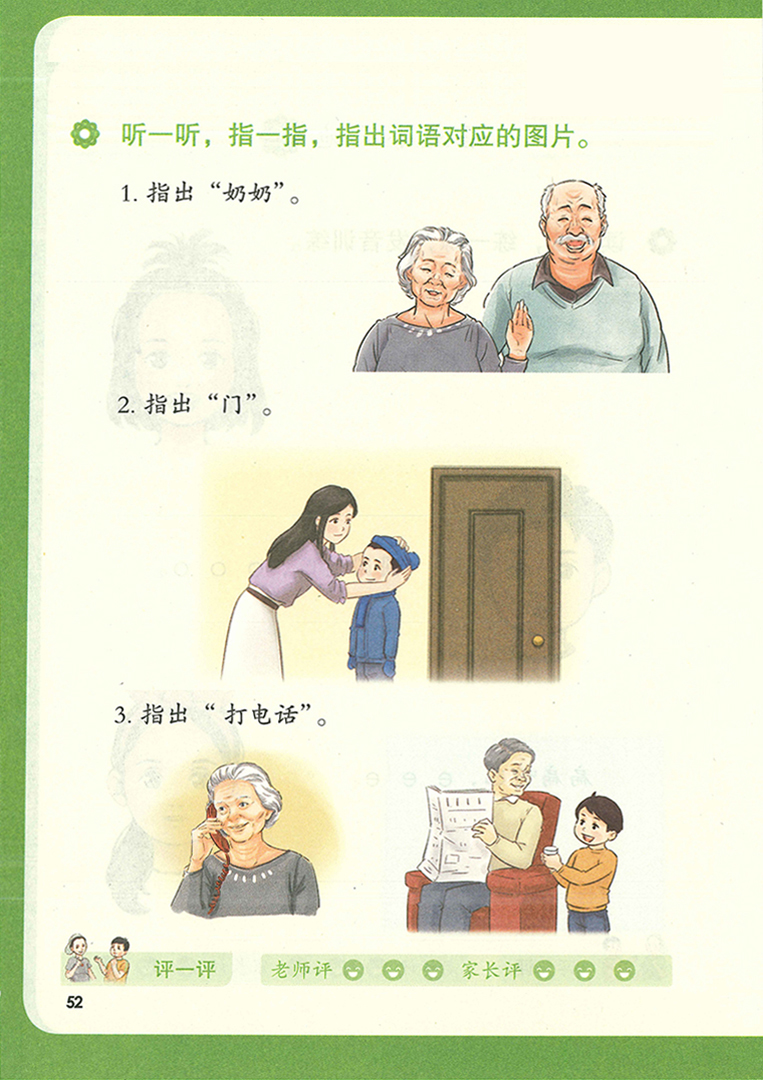 听一听，指一指，指出词语对应的图片。
1. 指出“奶奶”。
2. 指出“门”。
3. 指出“ 打电话”。
评一评 老师评 家长评
52